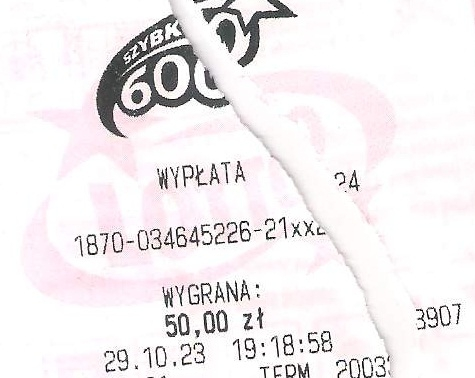 SZYBKIE
600
WYPŁATA 24
1870-034645226-21xx
WYGRANA:
50,00 zł 3907
29.10.23 19:18:58
TERM 2003